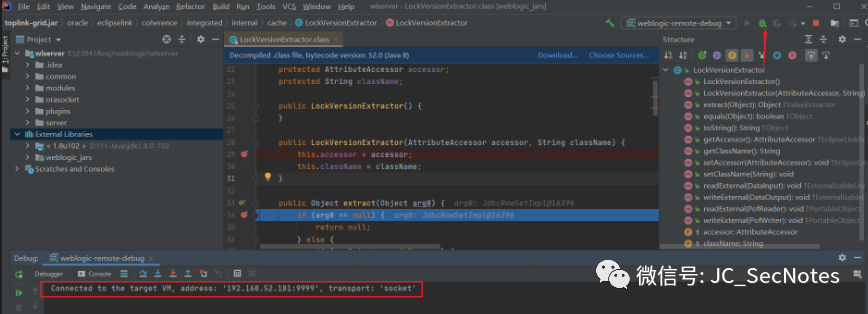 File Edit View Navigate Code Analyze Refactor Build Run Tools VCS Window Help wlserver - LockVersionExtractor.class [weblogic_jars]
toplink-grid.jar oracle eclipselink coherence integrated internal cache LockVersionExtractor LockVersionExtractor weblogic-remote-debug
1: Project
Project
LockVersionExtractor.class
Structure
wlserver
.idea
common
modules
orasocket
plugins
server
External Libraries
< 1.8u102 > D:\11-Java\jdk1.8.0_102
weblogic_jars
Scratches and Consoles
Decompiled .class file, bytecode version: 52.0 (Java 8) Download... Choose Sources...
22 protected AttributeAccessor accessor;
23 protected String className;
24
25 public LockVersionExtractor() {
26 }
27
28 public LockVersionExtractor(AttributeAccessor accessor, String className) {
29 this.accessor = accessor;
30 this.className = className;
31 }
32
33 public Object extract(Object arg0) { arg0: JdbcRowSetImpl@16396
34 if (arg0 == null) { arg0: JdbcRowSetImpl@16396
35 return null;
36 } else {
LockVersionExtractor
LockVersionExtractor()
LockVersionExtractor(AttributeAccessor, String)
extract(Object): Object ↑ValueExtractor
equals(Object): boolean ↑Object
toString(): String ↑Object
getAccessor(): AttributeAccessor
getClassName(): String
setAccessor(AttributeAccessor): void
setClassName(String): void
readExternal(DataInput): void
writeExternal(DataOutput): void
readExternal(PofReader): void ↑PortableObject
writeExternal(PofWriter): void ↑PortableObject
accessor: AttributeAccessor
className: String
Debug: weblogic-remote-debug
Debugger Console
Connected to the target VM, address: '192.168.52.181:9999', transport: 'socket'
微信号: JC_SecNotes